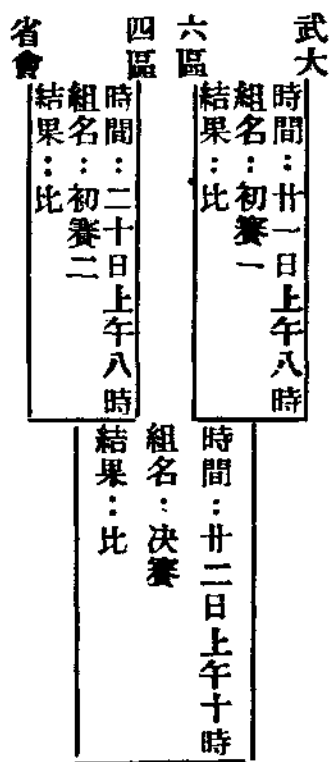 武大
六區
時間：廿一日上午八時
組名：初賽一
結果：比
四區
省會
時間：二十日上午八時
組名：初賽二
結果：比
時間：廿二日上午十時
組名：決賽
結果：比